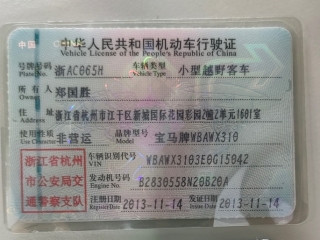 中华人民共和国机动车行驶证
Vehicle License of the People's Republic of China
号牌号码 浙AC065H 车辆类型 小型越野客车
Plate No. Vehicle Type
所有人 郑国胜
Owner
住址 浙江省杭州市江干区新城国际花园彩园2幢2单元1601室
Address
使用性质 非营运 品牌型号 宝马牌WBAWX310
Use Character Model
浙江省杭州市公安局交通警察支队
车辆识别代号 WBAWX3103E0G15042
VIN
发动机号码 B2830558N20B20A
Engine No.
注册日期 2013-11-14 发证日期 2013-11-14
Register Date Issue Date